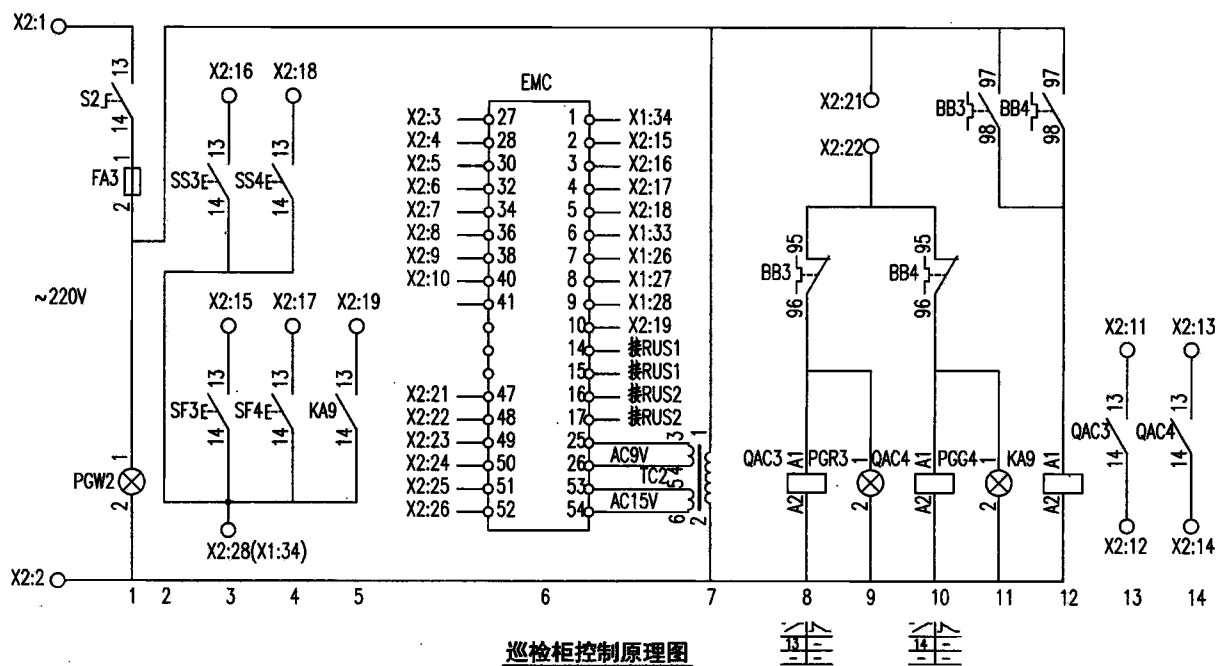 X2:1
13
S2
14
1
FA3
2
~220V
1
PGW2
2
X2:2
X2:16
X2:18
13
13
SS3
SS4
14
14
X2:15
X2:17
X2:19
13
13
13
SF3
SF4
KA9
14
14
14
X2:28(X1:34)
EMC
X2:3 27 1 X1:34
X2:4 28 2 X2:15
X2:5 30 3 X2:16
X2:6 32 4 X2:17
X2:7 34 5 X2:18
X2:8 36 6 X1:33
X2:9 38 7 X1:26
X2:10 40 8 X1:27
41 9 X1:28
10 X2:19
14 接RUS1
15 接RUS1
X2:21 47 16 接RUS2
X2:22 48 17 接RUS2
X2:23 49 25
X2:24 50 26 AC9V
X2:25 51 53
X2:26 52 54 AC15V
3 1
4
5
TC2
6 2
X2:21
X2:22
97 97
BB3 BB4
98 98
95 95
BB3 BB4
96 96
QAC3 A1 PGR3 1 QAC4 A1 PGG4 1 KA9 A1
A2 2 A2 2 A2
X2:11 X2:13
13 13
QAC3 QAC4
14 14
X2:12 X2:14
1 2 3 4 5 6 7 8 9 10 11 12 13 14
13 - 14 -
- - - -
巡检柜控制原理图